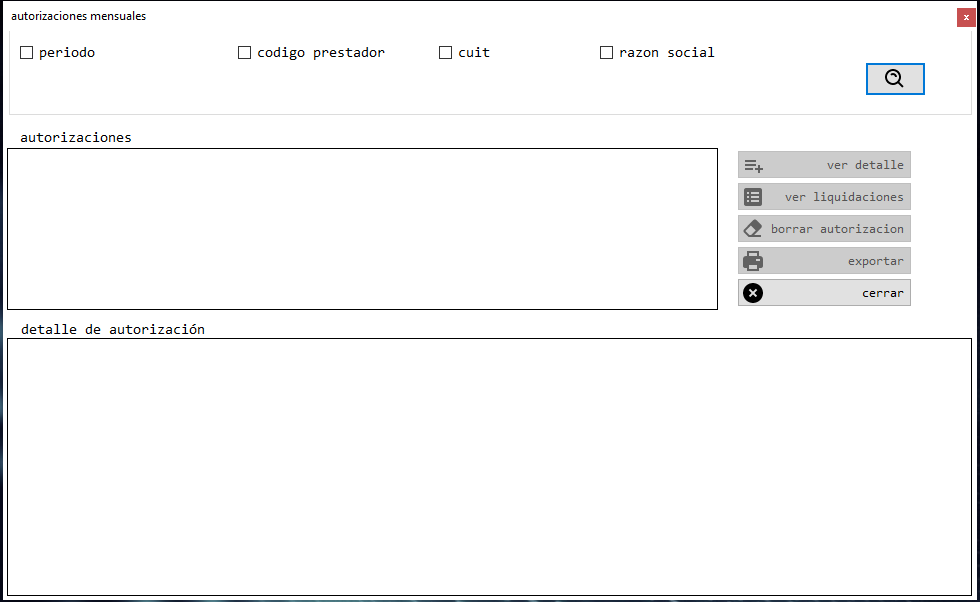 autorizaciones mensuales
x
periodo
codigo prestador
cuit
razon social
autorizaciones
ver detalle
ver liquidaciones
borrar autorizacion
exportar
cerrar
detalle de autorización